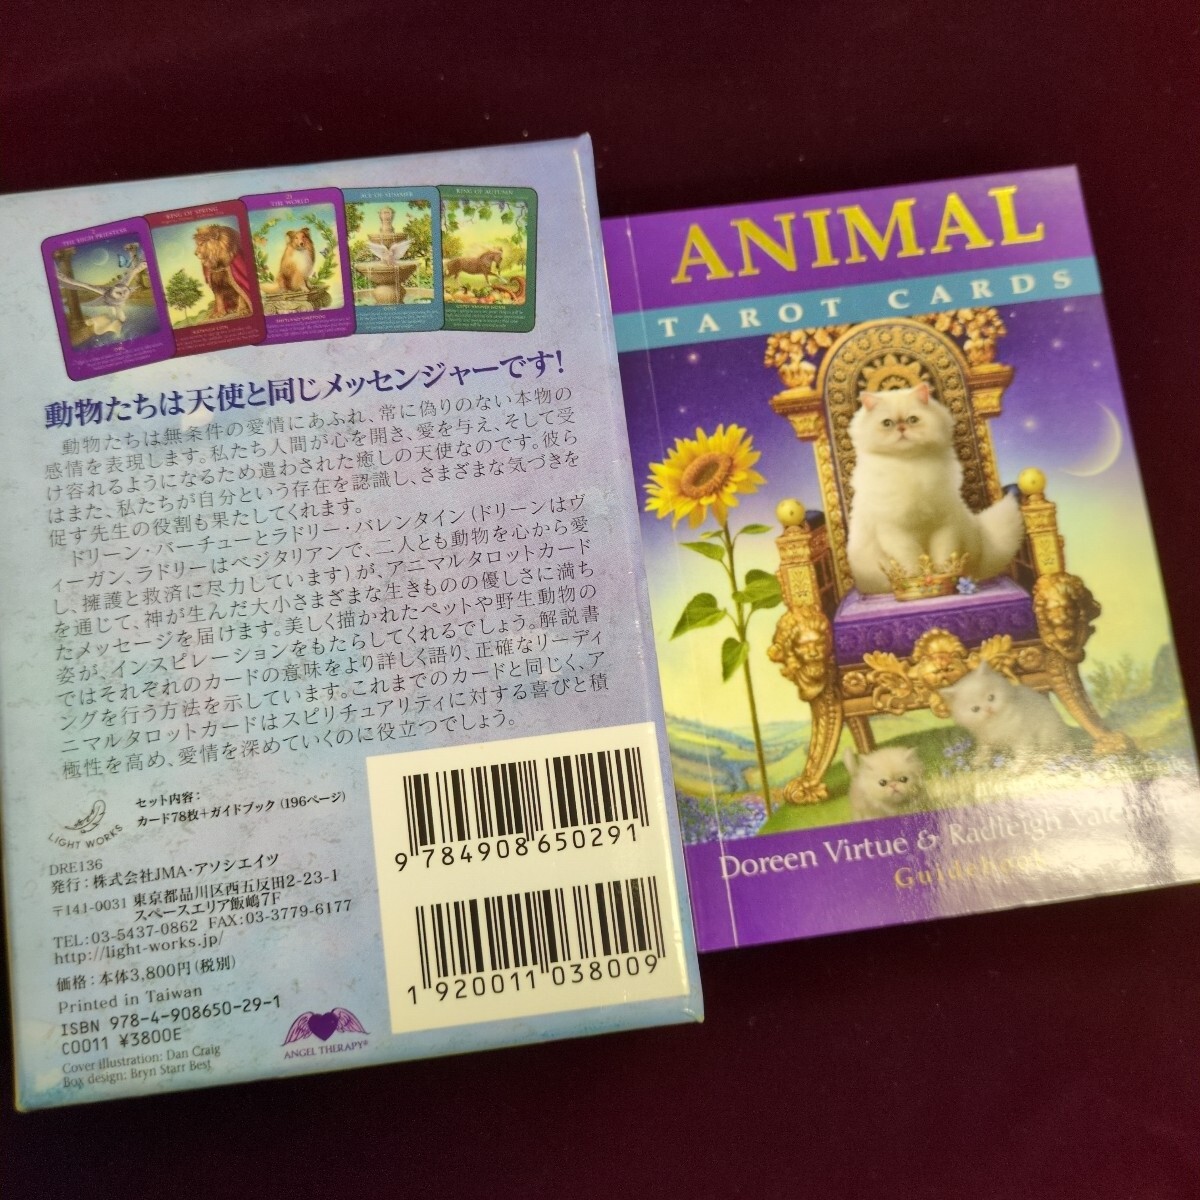 THE HIGH PRIESTESS
KING OF SPRING
21
THE WORLD
ACE OF SUMMER
KING OF AUTUMN
動物たちは天使と同じメッセンジャーです!
動物たちは無条件の愛情にあふれ、常に偽りのない本物の
感情を表現します。私たち人間が心を開き、愛を与え、そして受
け容れるようになるため遣わされた癒しの天使なのです。彼ら
はまた、私たちが自分という存在を認識し、さまざまな気づきを
促す先生の役割も果たしてくれます。
ドリーン・バーチューとラドリー・バレンタイン(ドリーンはヴ
ィーガン、ラドリーはベジタリアンで、二人とも動物を心から愛
し、擁護と救済に尽力しています)が、アニマルタロットカード
を通じて、神が生んだ大小さまざまな生きものの優しさに満ち
たメッセージを届けます。美しく描かれたペットや野生動物の
姿が、インスピレーションをもたらしてくれるでしょう。解説書
ではそれぞれのカードの意味をより詳しく語り、正確なリーディ
ングを行う方法を示しています。これまでのカードと同じく、ア
ニマルタロットカードはスピリチュアリティに対する喜びと積
極性を高め、愛情を深めていくのに役立つでしょう。
LIGHT WORKS
セット内容:
カード78枚+ガイドブック(196ページ)
DRE136
発行:株式会社JMA・アソシエイツ
〒141-0031 東京都品川区西五反田2-23-1
スペースエリア飯嶋7F
TEL:03-5437-0862 FAX:03-3779-6177
http://light-works.jp/
価格:本体3,800円(税別)
Printed in Taiwan
ISBN 978-4-908650-29-1
C0011 ¥3800E
Cover illustration: Dan Craig
Box design: Bryn Starr Best
ANGEL THERAPY®
9 784908 650291
1 920011 038009
ANIMAL
TAROT CARDS
Doreen Virtue & Radleigh
Guidebook